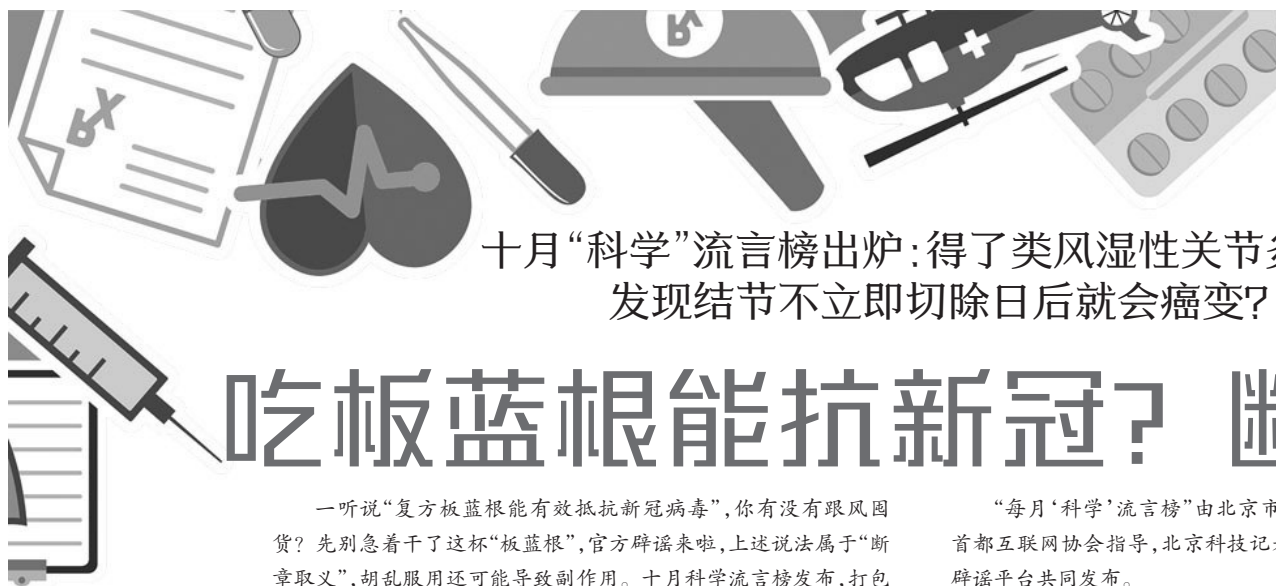 十月“科学”流言榜出炉:得了类风湿性关节
发现结节不立即切除日后就会癌变?
吃板蓝根能抗新冠?
一听说“复方板蓝根能有效抵抗新冠病毒”,你有没有跟风囤
货? 先别急着干了这杯“板蓝根”,官方辟谣来啦,上述说法属于“断
章取义”,胡乱服用还可能导致副作用。十月科学流言榜发布,打包
“每月‘科学’流言榜”由北京市
首都互联网协会指导,北京科技记
辟谣平台共同发布。